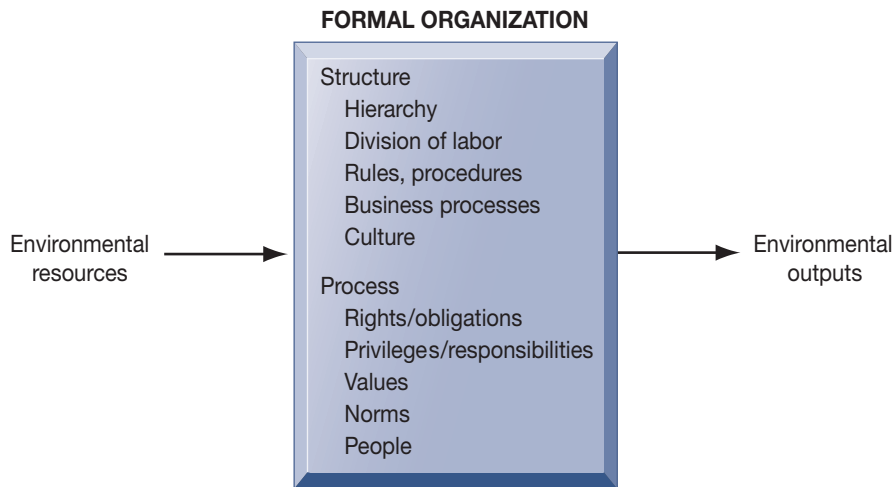 FORMAL ORGANIZATION
Structure
Hierarchy
Division of labor
Rules, procedures
Business processes
Culture
Environmental
resources
Environmental
outputs
Process
Rights/obligations
Privileges/responsibilities
Values
Norms
People